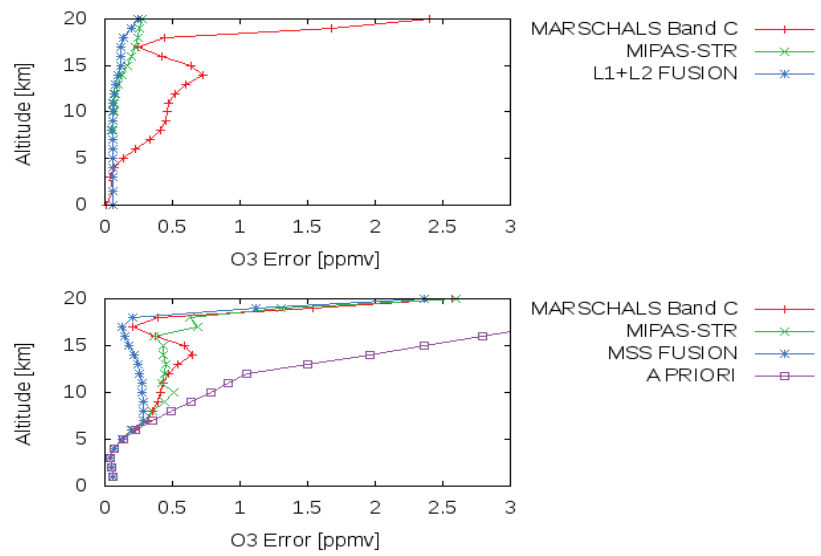 20
15
10
5
0
Altitude [km]
0
0.5
1
1.5
2
2.5
3
O3 Error [ppmv]
MARSCHALS Band C
MIPAS-STR
L1+L2 FUSION
20
15
10
5
0
Altitude [km]
0
0.5
1
1.5
2
2.5
3
O3 Error [ppmv]
MARSCHALS Band C
MIPAS-STR
MSS FUSION
A PRIORI